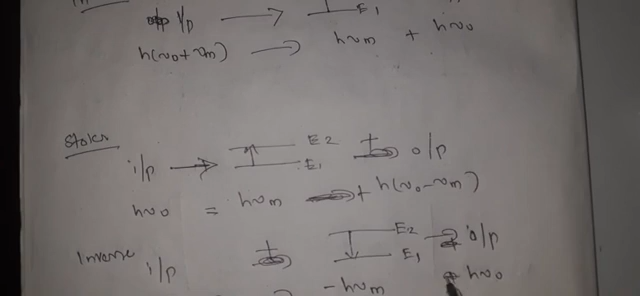 i/p → E1
h(ν0+νm) → hνm + hν0
Stokes
i/p → E2 E1 + o/p
hν0 = hνm + h(ν0-νm)
Inverse i/p + E2 E1 → o/p
-hνm + hν0